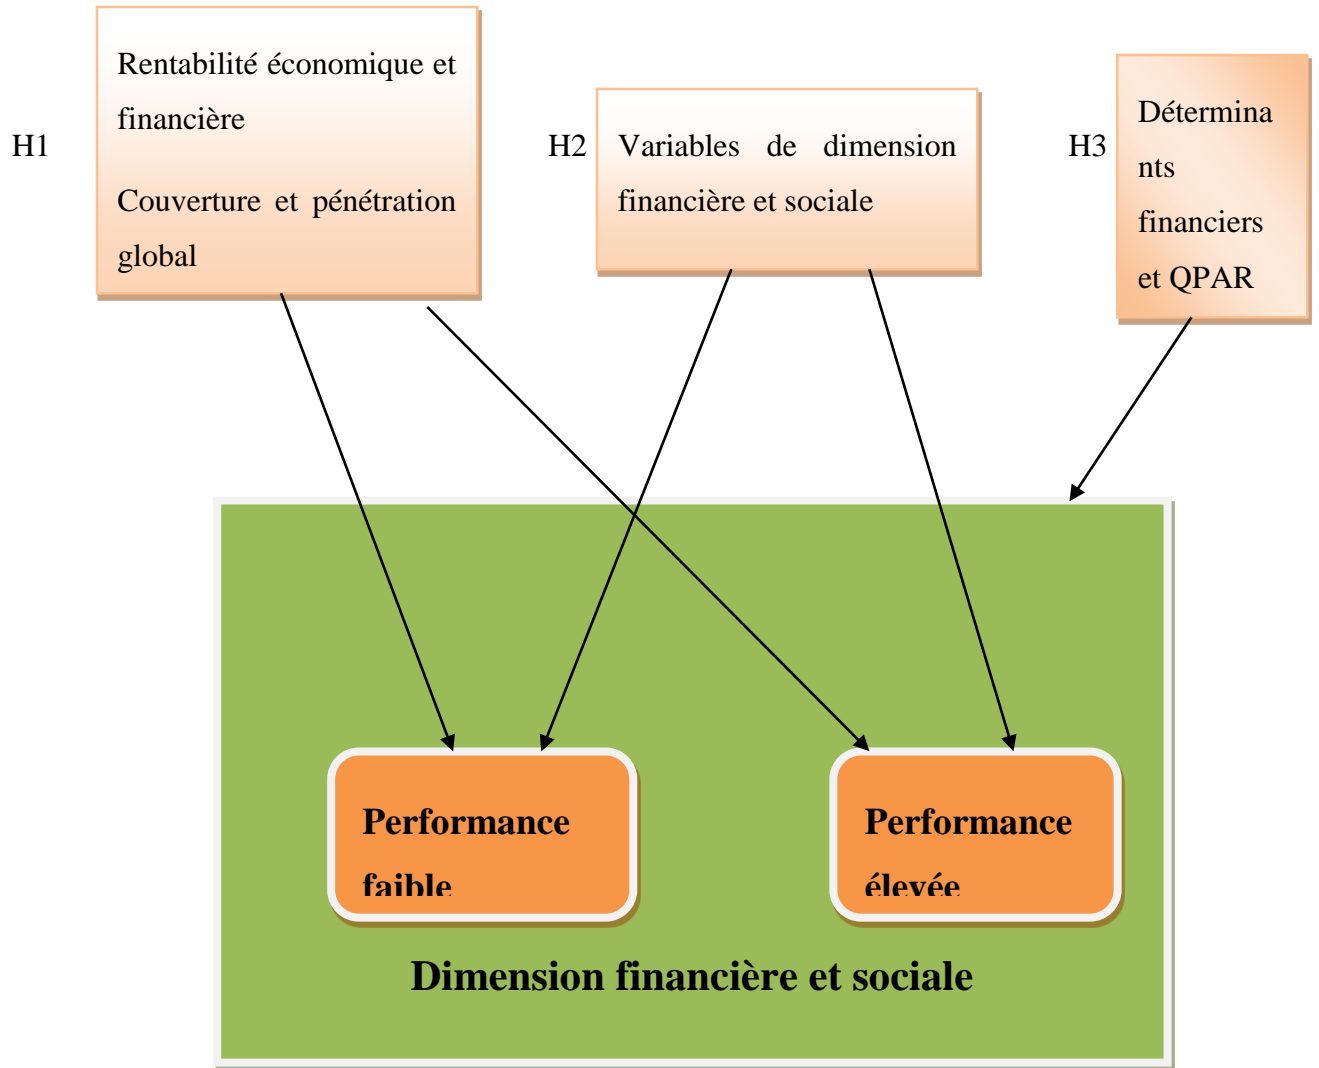 H1
Rentabilité économique et
financière
Couverture et pénétration
global
H2
Variables de dimension
financière et sociale
H3
Détermina
nts
financiers
et QPAR
Performance
faible
Performance
élevée
Dimension financière et sociale